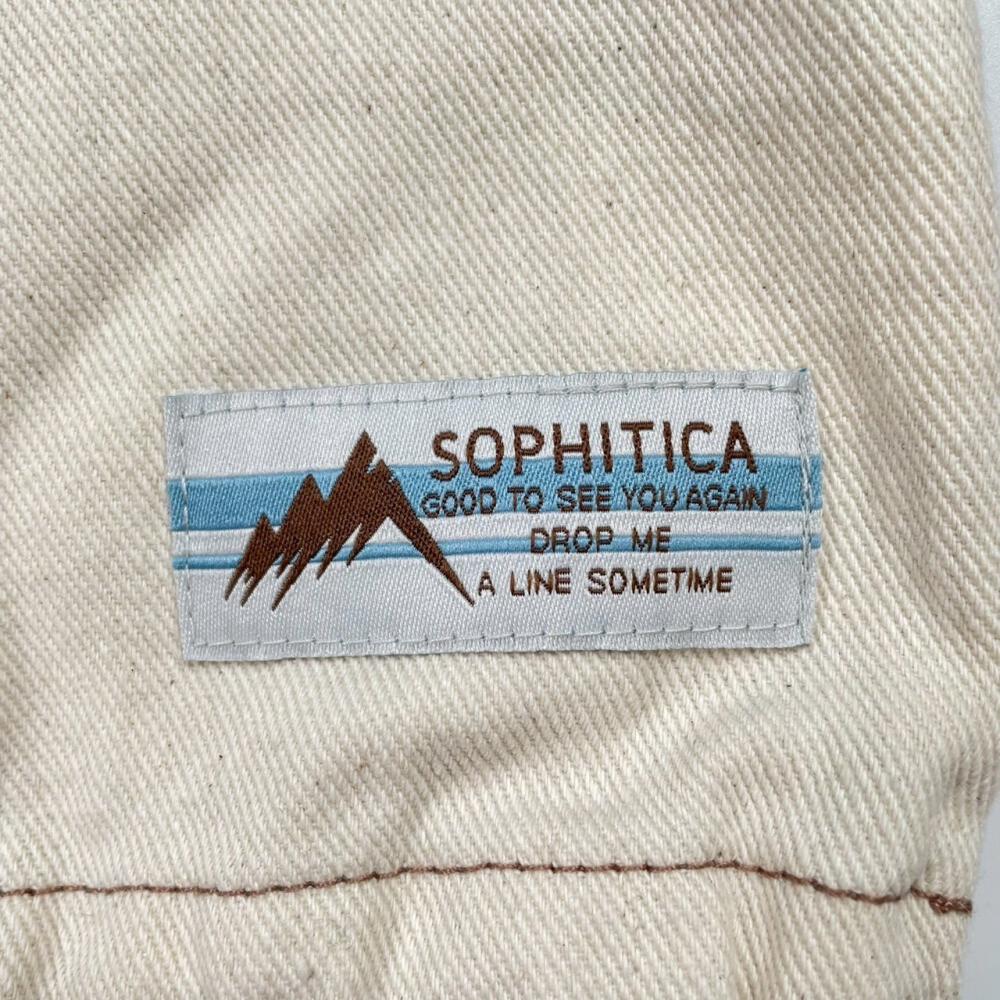 SOPHITICA
GOOD TO SEE YOU AGAIN
DROP ME
A LINE SOMETIME